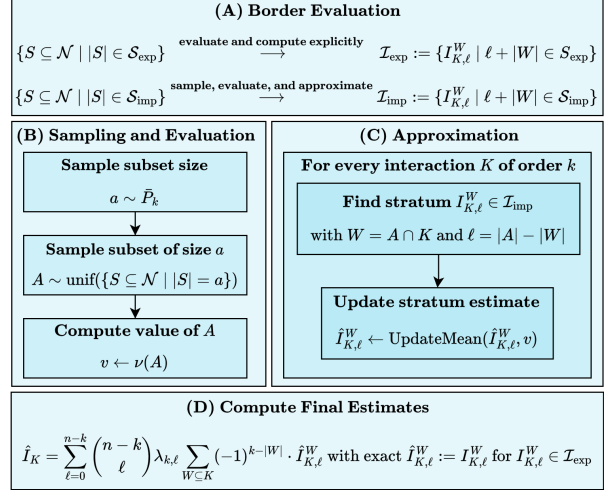 (A) Border Evaluation
{S ⊆ 𝒩 | |S| ∈ 𝒮_exp} evaluate and compute explicitly ⟶ ℐ_exp := {I^W_{K,ℓ} | ℓ + |W| ∈ S_exp}
{S ⊆ 𝒩 | |S| ∈ 𝒮_imp} sample, evaluate, and approximate ⟶ ℐ_imp := {I^W_{K,ℓ} | ℓ + |W| ∈ 𝒮_imp}
(B) Sampling and Evaluation
Sample subset size
a ∼ P̄_k
Sample subset of size a
A ∼ unif({S ⊆ 𝒩 | |S| = a})
Compute value of A
v ← ν(A)
(C) Approximation
For every interaction K of order k
Find stratum I^W_{K,ℓ} ∈ ℐ_imp
with W = A ∩ K and ℓ = |A| − |W|
Update stratum estimate
Î^W_{K,ℓ} ← UpdateMean(Î^W_{K,ℓ}, v)
(D) Compute Final Estimates
Î_K = ∑_{ℓ=0}^{n−k} \binom{n−k}{ℓ} λ_{k,ℓ} ∑_{W⊆K} (−1)^{k−|W|} · Î^W_{K,ℓ} with exact Î^W_{K,ℓ} := I^W_{K,ℓ} for I^W_{K,ℓ} ∈ ℐ_exp